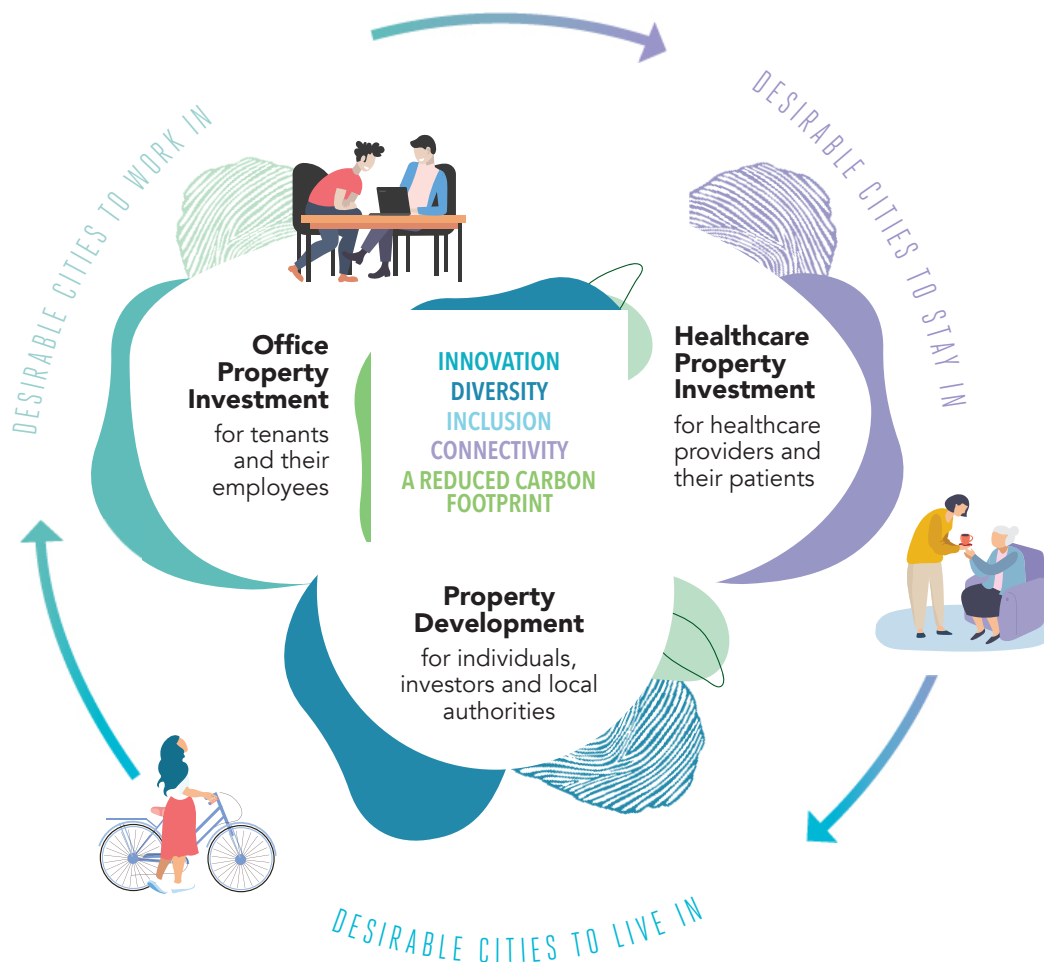 DESIRABLE CITIES TO WORK IN
DESIRABLE CITIES TO STAY IN
Office
Property
Investment
for tenants
and their
employees
INNOVATION
DIVERSITY
INCLUSION
CONNECTIVITY
A REDUCED CARBON
FOOTPRINT
Healthcare
Property
Investment
for healthcare
providers and
their patients
Property
Development
for individuals,
investors and local
authorities
DESIRABLE CITIES TO LIVE IN